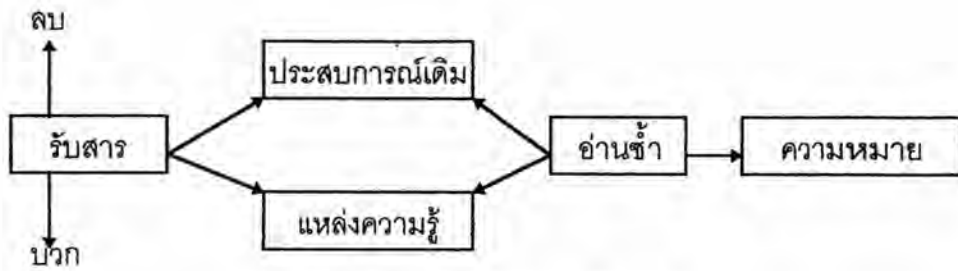 ลบ
ประสบการณ์เดิม
รับสาร
อ่านซ้ำ
ความหมาย
แหล่งความรู้
บวก